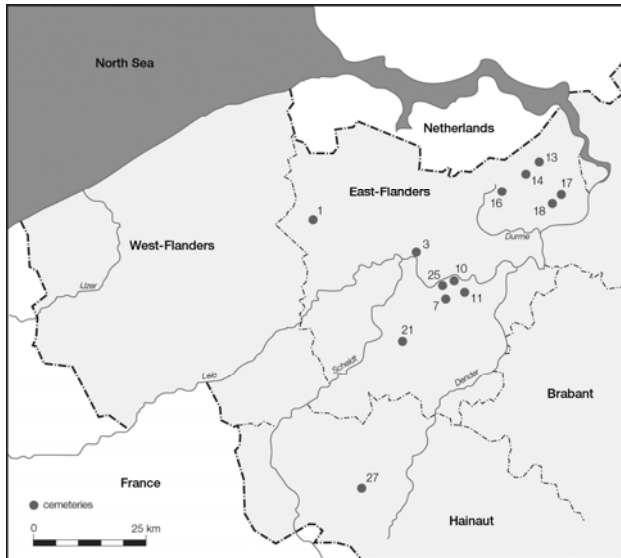 North Sea
Netherlands
13
14
17
16
East-Flanders
18
1
Durme
West-Flanders
3
10
25
IJzer
11
7
21
Scheldt
Leie
Dender
Brabant
27
France
cemeteries
Hainaut
0
25 km